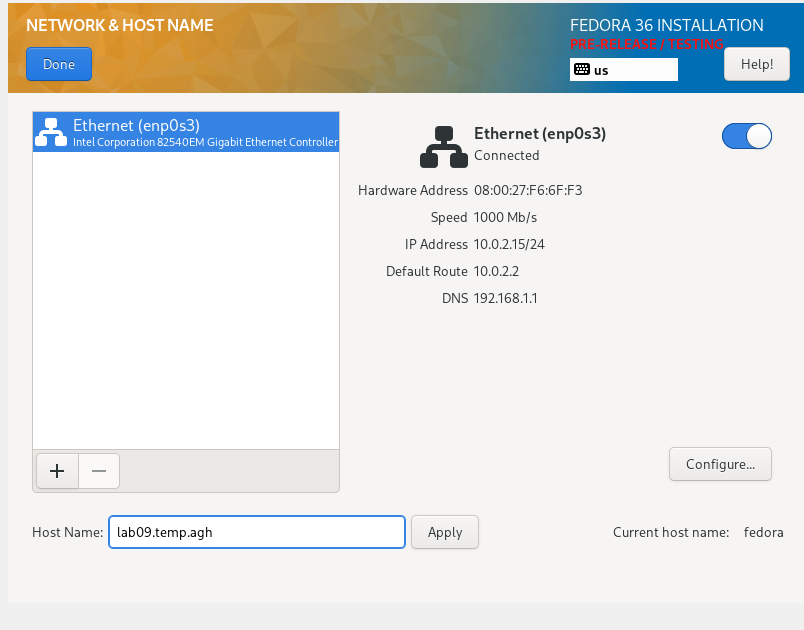 NETWORK & HOST NAME
FEDORA 36 INSTALLATION
PRE-RELEASE / TESTING
Done
us
Help!
Ethernet (enp0s3)
Intel Corporation 82540EM Gigabit Ethernet Controller
Ethernet (enp0s3)
Connected
Hardware Address 08:00:27:F6:6F:F3
Speed 1000 Mb/s
IP Address 10.0.2.15/24
Default Route 10.0.2.2
DNS 192.168.1.1
+ −
Configure...
Host Name: lab09.temp.agh Apply Current host name: fedora